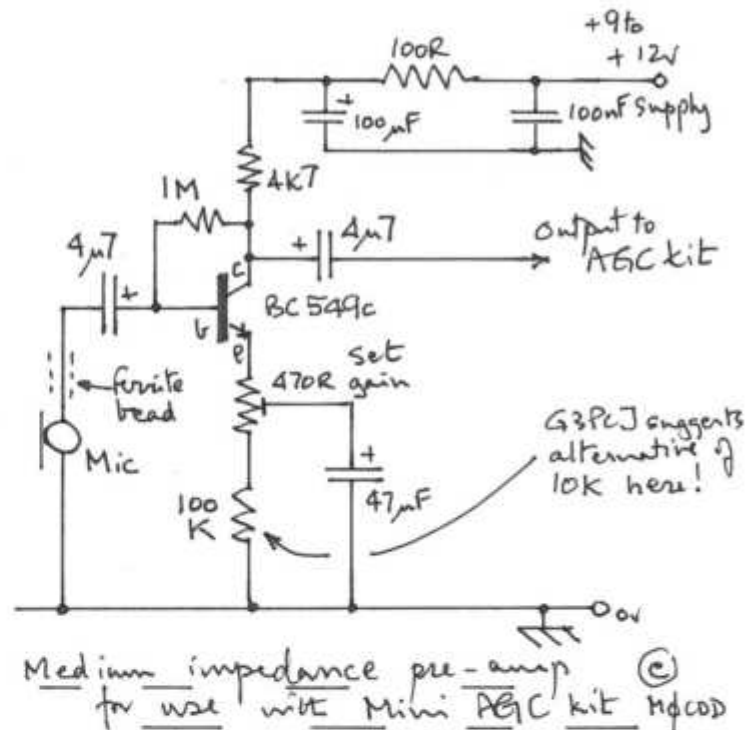 +9 to
+ 12v
100R
+
100μF
100nF Supply
4K7
1M
4μ7
+
+
4μ7
Output to
AGC kit
c
b
e
BC549c
470R
set
gain
ferrite
bead
Mic
+
47μF
100
K
G3PCJ suggests
alternative of
10K here!
0v
Medium impedance pre-amp (c)
for use with Mini AGC kit MφCOD